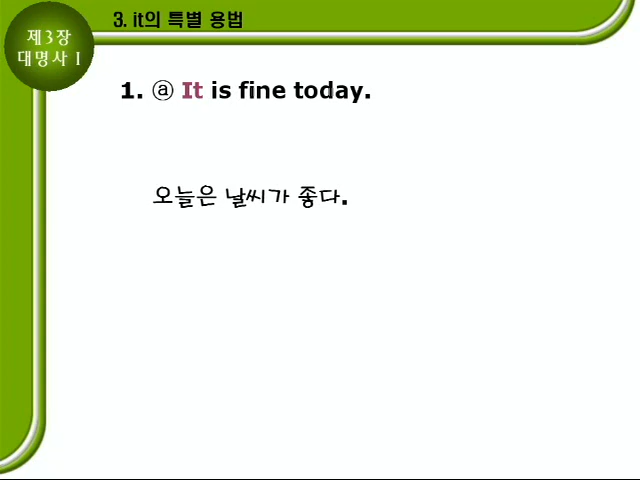 3. it의 특별 용법
제3장
대명사 I
1. ⓐ It is fine today.
오늘은 날씨가 좋다.